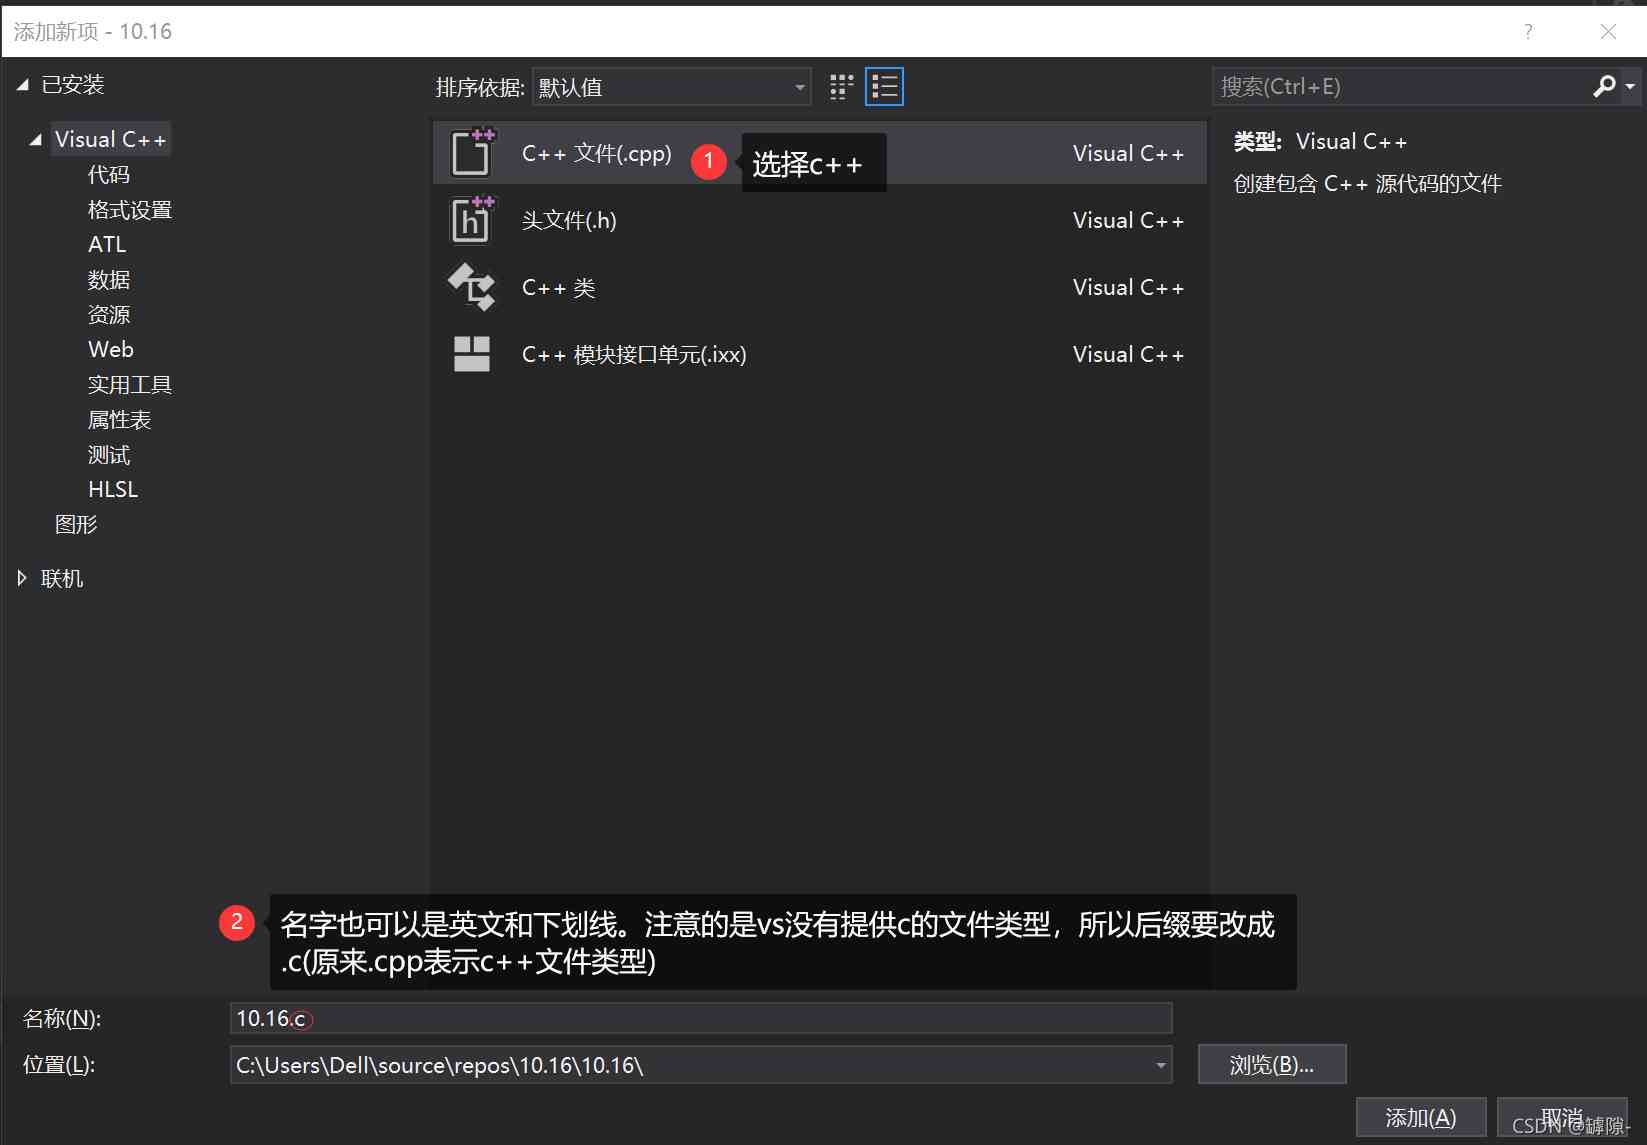 添加新项 - 10.16
已安装
排序依据: 默认值
搜索(Ctrl+E)
Visual C++
代码
格式设置
ATL
数据
资源
Web
实用工具
属性表
测试
HLSL
图形
联机
C++ 文件(.cpp) Visual C++
1 选择c++
头文件(.h) Visual C++
C++ 类 Visual C++
C++ 模块接口单元(.ixx) Visual C++
类型: Visual C++
创建包含 C++ 源代码的文件
2 名字也可以是英文和下划线。注意的是vs没有提供c的文件类型，所以后缀要改成
.c(原来.cpp表示c++文件类型)
名称(N): 10.16.c
位置(L): C:\Users\Dell\source\repos\10.16\10.16\
浏览(B)...
添加(A) 取消
CSDN @罅隙-